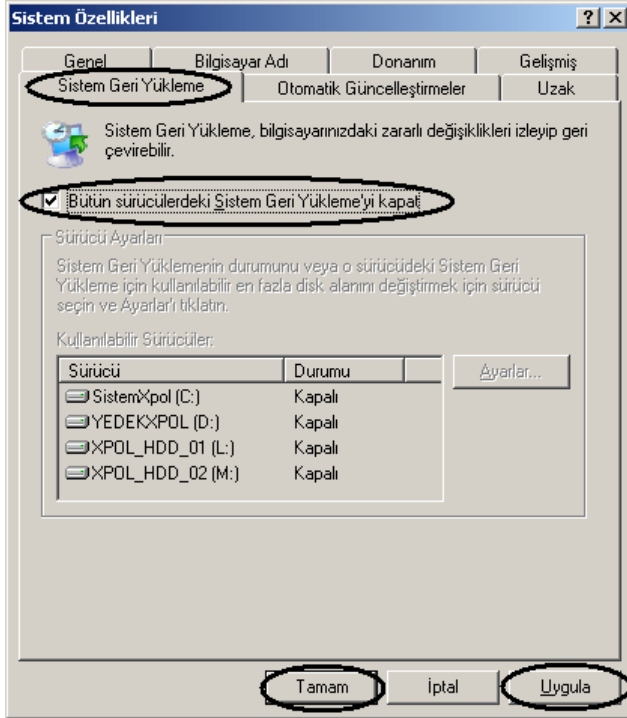 Sistem Özellikleri
Genel Bilgisayar Adı Donanım Gelişmiş
Sistem Geri Yükleme Otomatik Güncelleştirmeler Uzak
Sistem Geri Yükleme, bilgisayarınızdaki zararlı değişiklikleri izleyip geri
çevirebilir.
Bütün sürücülerdeki Sistem Geri Yükleme'yi kapat
Sürücü Ayarları
Sistem Geri Yüklemenin durumunu veya o sürücüdeki Sistem Geri
Yükleme için kullanılabilir en fazla disk alanını değiştirmek için sürücü
seçin ve Ayarlar'ı tıklatın.
Kullanılabilir Sürücüler:
Sürücü Durumu
SistemXpol (C:) Kapalı
YEDEKXPOL (D:) Kapalı
XPOL_HDD_01 (L:) Kapalı
XPOL_HDD_02 (M:) Kapalı
Ayarlar...
Tamam İptal Uygula